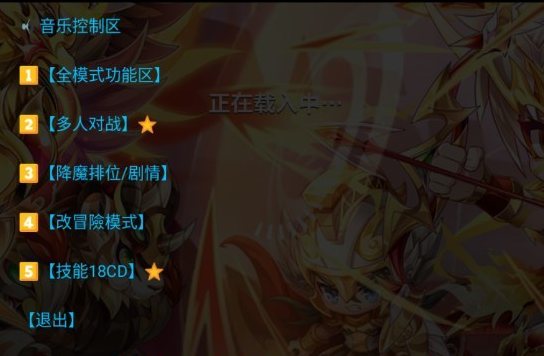 音乐控制区
1【全模式功能区】
正在载入中…
2【多人对战】⭐
3【降魔排位/剧情】
4【改冒險模式】
5【技能18CD】⭐
【退出】